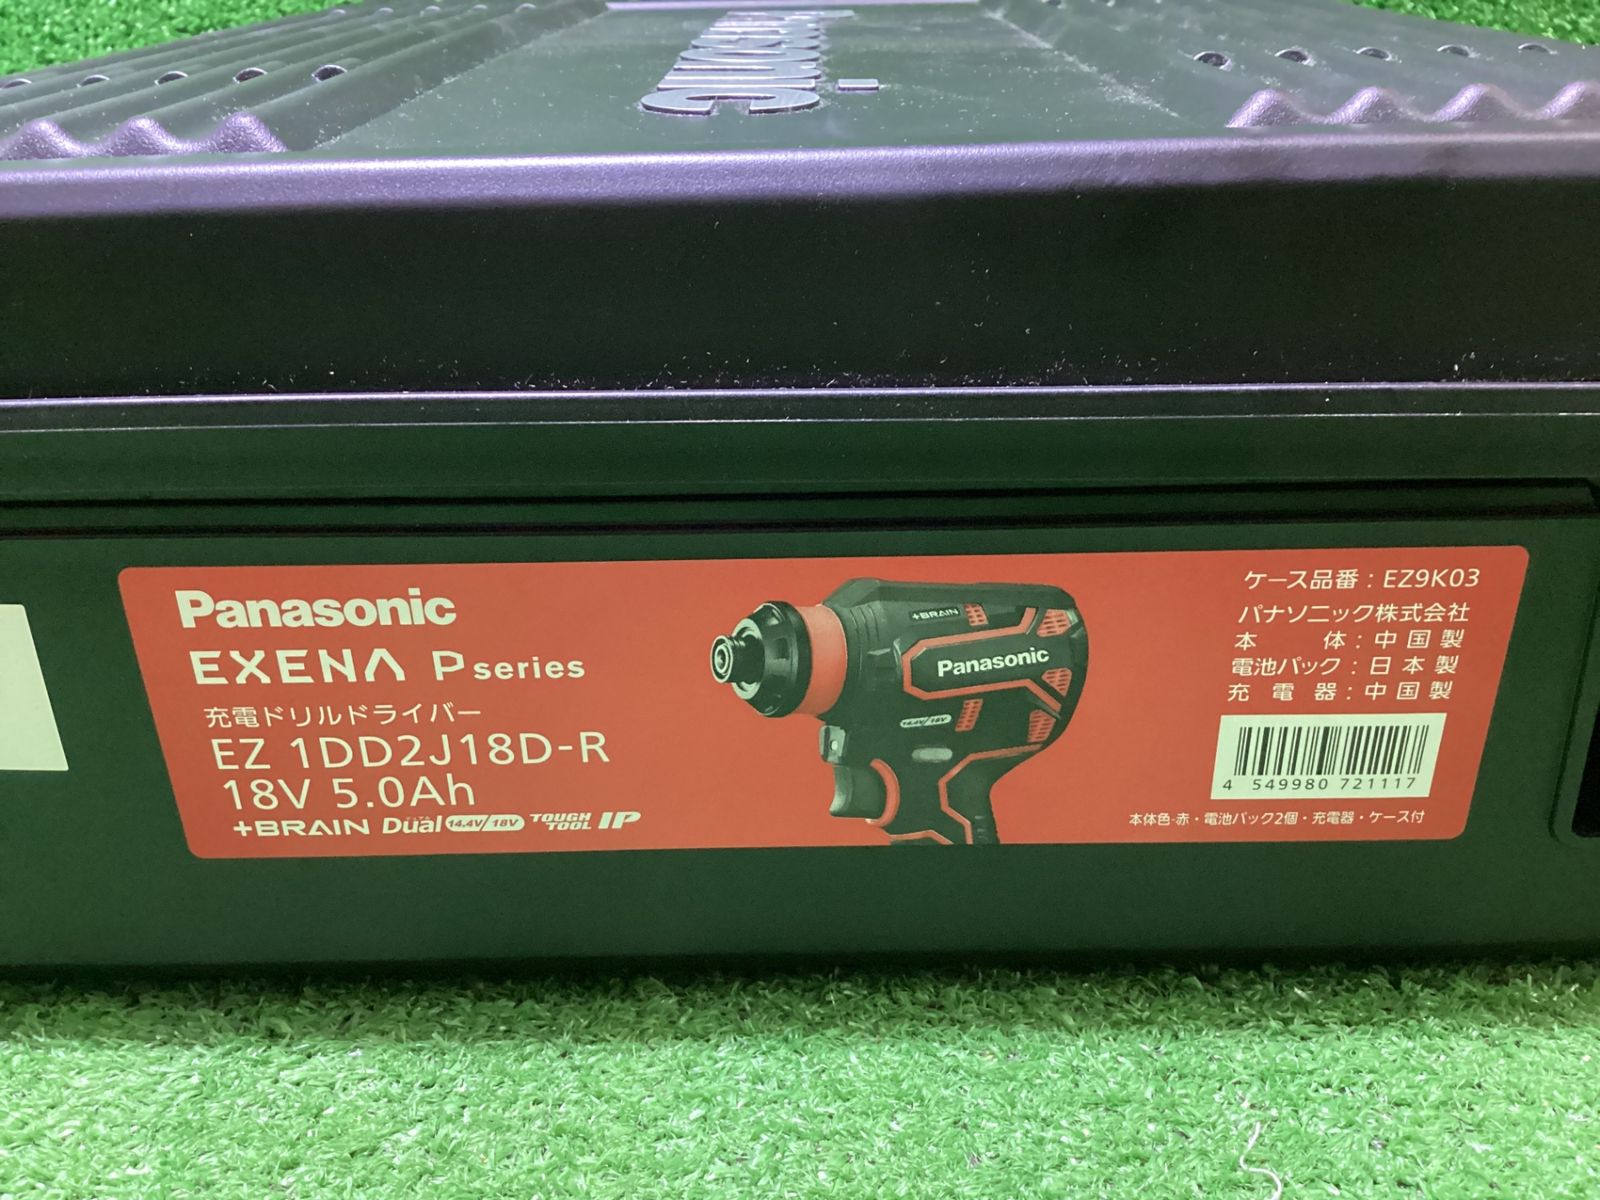 Panasonic
Panasonic
EXENA P series
充電ドリルドライバー
EZ 1DD2J18D-R
18V 5.0Ah
+BRAIN Dual 14.4V/18V TOUGH TOOL IP
+BRAIN
Panasonic
14.4V/18V
ケース品番：EZ9K03
パナソニック株式会社
本体：中国製
電池パック：日本製
充電器：中国製
4 549980 721117
本体色-赤・電池パック2個・充電器・ケース付